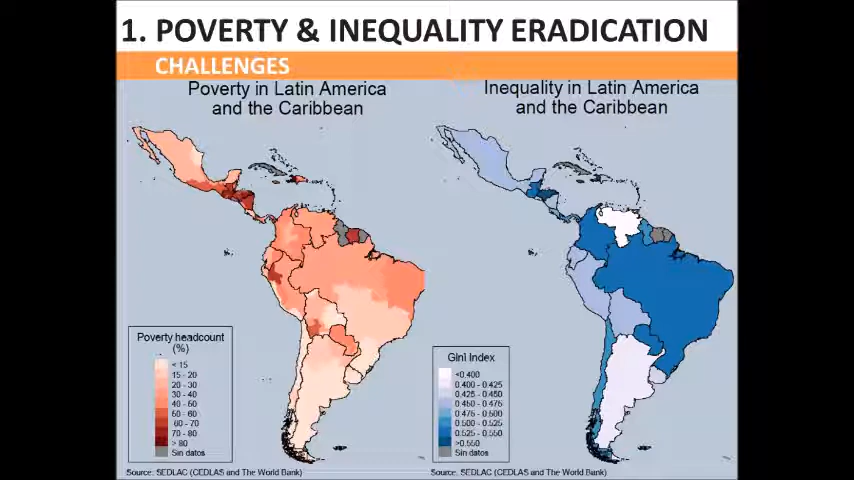 1. POVERTY & INEQUALITY ERADICATION
CHALLENGES
Poverty in Latin America
and the Caribbean
Poverty headcount
(%)
< 15
15 - 20
20 - 30
30 - 40
40 - 50
50 - 60
60 - 70
70 - 80
> 80
Sin datos
Source: SEDLAC (CEDLAS and The World Bank)
Inequality in Latin America
and the Caribbean
Gini Index
<0.400
0.400 - 0.425
0.425 - 0.450
0.450 - 0.475
0.475 - 0.500
0.500 - 0.525
0.525 - 0.550
>0.550
Sin datos
Source: SEDLAC (CEDLAS and The World Bank)